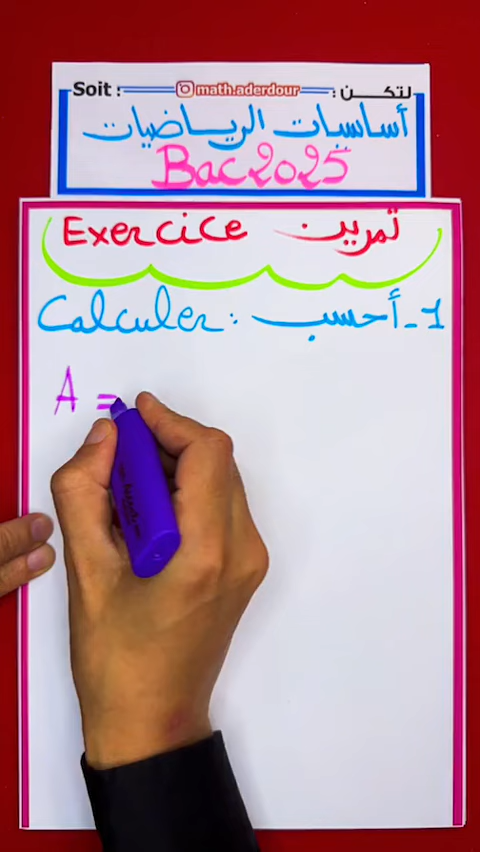 Soit : math.aderdour لتكن :
أساسيات الرياضيات
Bac2025
Exercice تمرين
Calculer : أحسب -1
A =